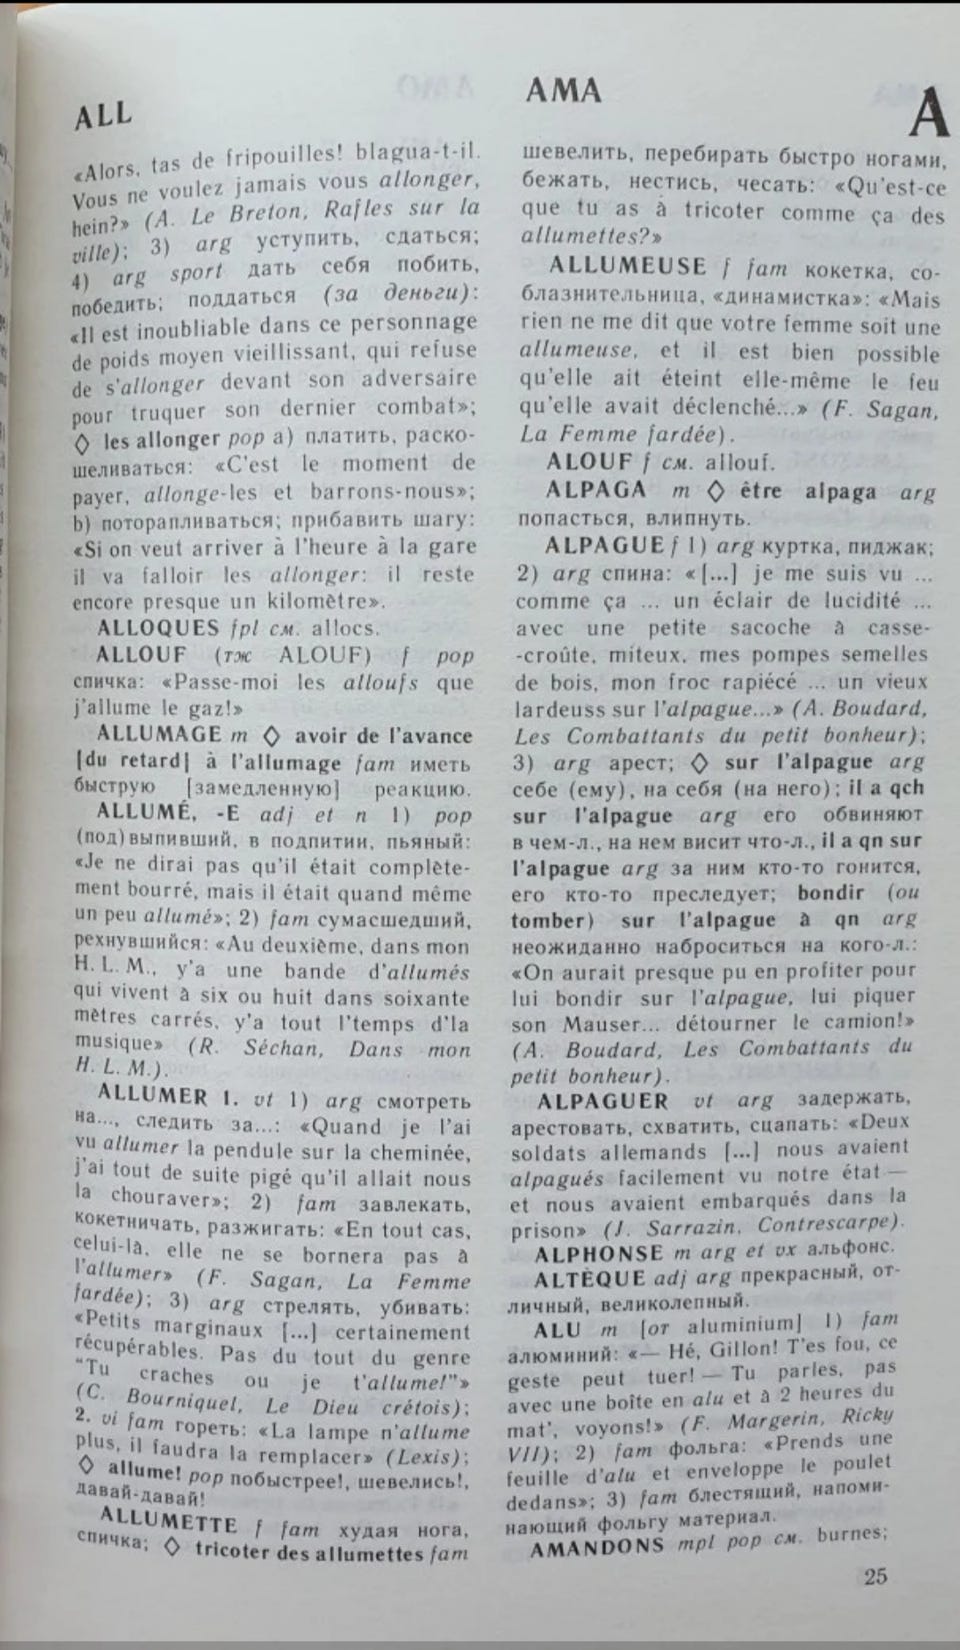 ALL
«Alors, tas de fripouilles! blagua-t-il.
Vous ne voulez jamais vous allonger,
hein?» (A. Le Breton, Rafles sur la
ville); 3) arg уступить, сдаться;
4) arg sport дать себя побить,
победить; поддаться (за деньги):
«Il est inoubliable dans ce personnage
de poids moyen vieillissant, qui refuse
de s'allonger devant son adversaire
pour truquer son dernier combat»;
◊ les allonger pop a) платить, раско-
шеливаться: «C'est le moment de
payer, allonge-les et barrons-nous»;
b) поторапливаться; прибавить шагу:
«Si on veut arriver à l'heure à la gare
il va falloir les allonger: il reste
encore presque un kilomètre».
ALLOQUES fpl см. allocs.
ALLOUF (тж ALOUF) f pop
спичка: «Passe-moi les alloufs que
j'allume le gaz!»
ALLUMAGE m ◊ avoir de l'avance
[du retard] à l'allumage fam иметь
быструю [замедленную] реакцию.
ALLUMÉ, -E adj et n 1) pop
(под)выпивший, в подпитии, пьяный:
«Je ne dirai pas qu'il était complète-
ment bourré, mais il était quand même
un peu allumé»; 2) fam сумасшедший,
рехнувшийся: «Au deuxième, dans mon
H. L. M., y'a une bande d'allumés
qui vivent à six ou huit dans soixante
mètres carrés, y'a tout l'temps d'la
musique» (R. Séchan, Dans mon
H. L. M.).
ALLUMER 1. vt 1) arg смотреть
на..., следить за...: «Quand je l'ai
vu allumer la pendule sur la cheminée,
j'ai tout de suite pigé qu'il allait nous
la chouraver»; 2) fam завлекать,
кокетничать, разжигать: «En tout cas,
celui-là, elle ne se bornera pas à
l'allumer» (F. Sagan, La Femme
fardée); 3) arg стрелять, убивать:
«Petits marginaux [...] certainement
récupérables. Pas du tout du genre
"Tu craches ou je t'allume!"»
(C. Bourniquel, Le Dieu crétois);
2. vi fam гореть: «La lampe n'allume
plus, il faudra la remplacer» (Lexis);
◊ allume! pop побыстрее!, шевелись!,
давай-давай!
ALLUMETTE f fam худая нога,
спичка; ◊ tricoter des allumettes fam
AMA
A
шевелить, перебирать быстро ногами,
бежать, нестись, чесать: «Qu'est-ce
que tu as à tricoter comme ça des
allumettes?»
ALLUMEUSE f fam кокетка, со-
блазнительница, «динамистка»: «Mais
rien ne me dit que votre femme soit une
allumeuse, et il est bien possible
qu'elle ait éteint elle-même le feu
qu'elle avait déclenché...» (F. Sagan,
La Femme fardée).
ALOUF f см. allouf.
ALPAGA m ◊ être alpaga arg
попасться, влипнуть.
ALPAGUE f 1) arg куртка, пиджак;
2) arg спина: «[...] je me suis vu ...
comme ça ... un éclair de lucidité ...
avec une petite sacoche à casse-
-croûte, miteux, mes pompes semelles
de bois, mon froc rapiécé ... un vieux
lardeuss sur l'alpague...» (A. Boudard,
Les Combattants du petit bonheur);
3) arg арест; ◊ sur l'alpague arg
себе (ему), на себя (на него); il a qch
sur l'alpague arg его обвиняют
в чем-л., на нем висит что-л., il a qn sur
l'alpague arg за ним кто-то гонится,
его кто-то преследует; bondir (ou
tomber) sur l'alpague à qn arg
неожиданно наброситься на кого-л.:
«On aurait presque pu en profiter pour
lui bondir sur l'alpague, lui piquer
son Mauser... détourner le camion!»
(A. Boudard, Les Combattants du
petit bonheur).
ALPAGUER vt arg задержать,
арестовать, схватить, сцапать: «Deux
soldats allemands [...] nous avaient
alpagués facilement vu notre état —
et nous avaient embarqués dans la
prison» (J. Sarrazin, Contrescarpe).
ALPHONSE m arg et vx альфонс.
ALTÈQUE adj arg прекрасный, от-
личный, великолепный.
ALU m [от aluminium] 1) fam
алюминий: «— Hé, Gillon! T'es fou, ce
geste peut tuer! — Tu parles, pas
avec une boîte en alu et à 2 heures du
mat', voyons!» (F. Margerin, Ricky
VII); 2) fam фольга: «Prends une
feuille d'alu et enveloppe le poulet
dedans»; 3) fam блестящий, напоми-
нающий фольгу материал.
AMANDONS mpl pop см. burnes;
25